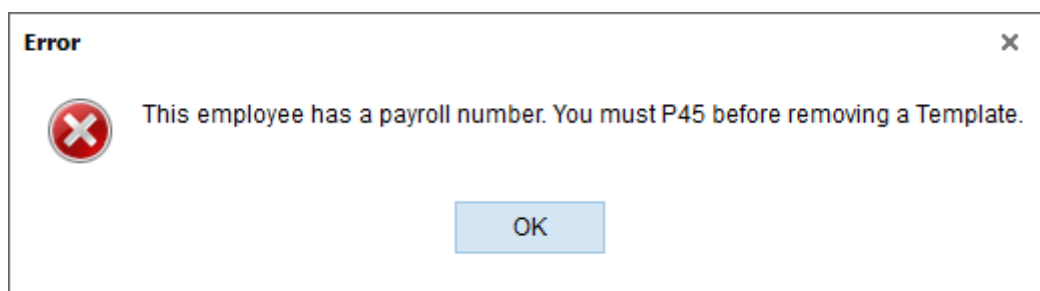 Error
This employee has a payroll number. You must P45 before removing a Template.
OK